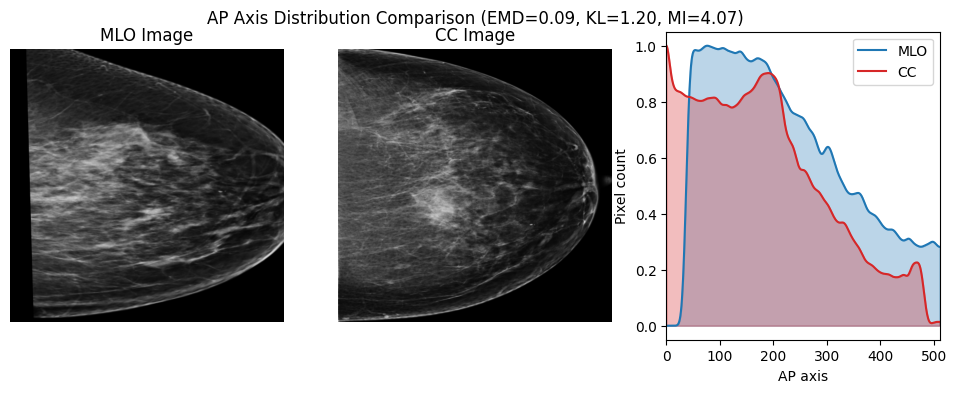 AP Axis Distribution Comparison (EMD=0.09, KL=1.20, MI=4.07)
MLO Image
CC Image
MLO
CC
1.0
0.8
0.6
0.4
0.2
0.0
Pixel count
0 100 200 300 400 500
AP axis